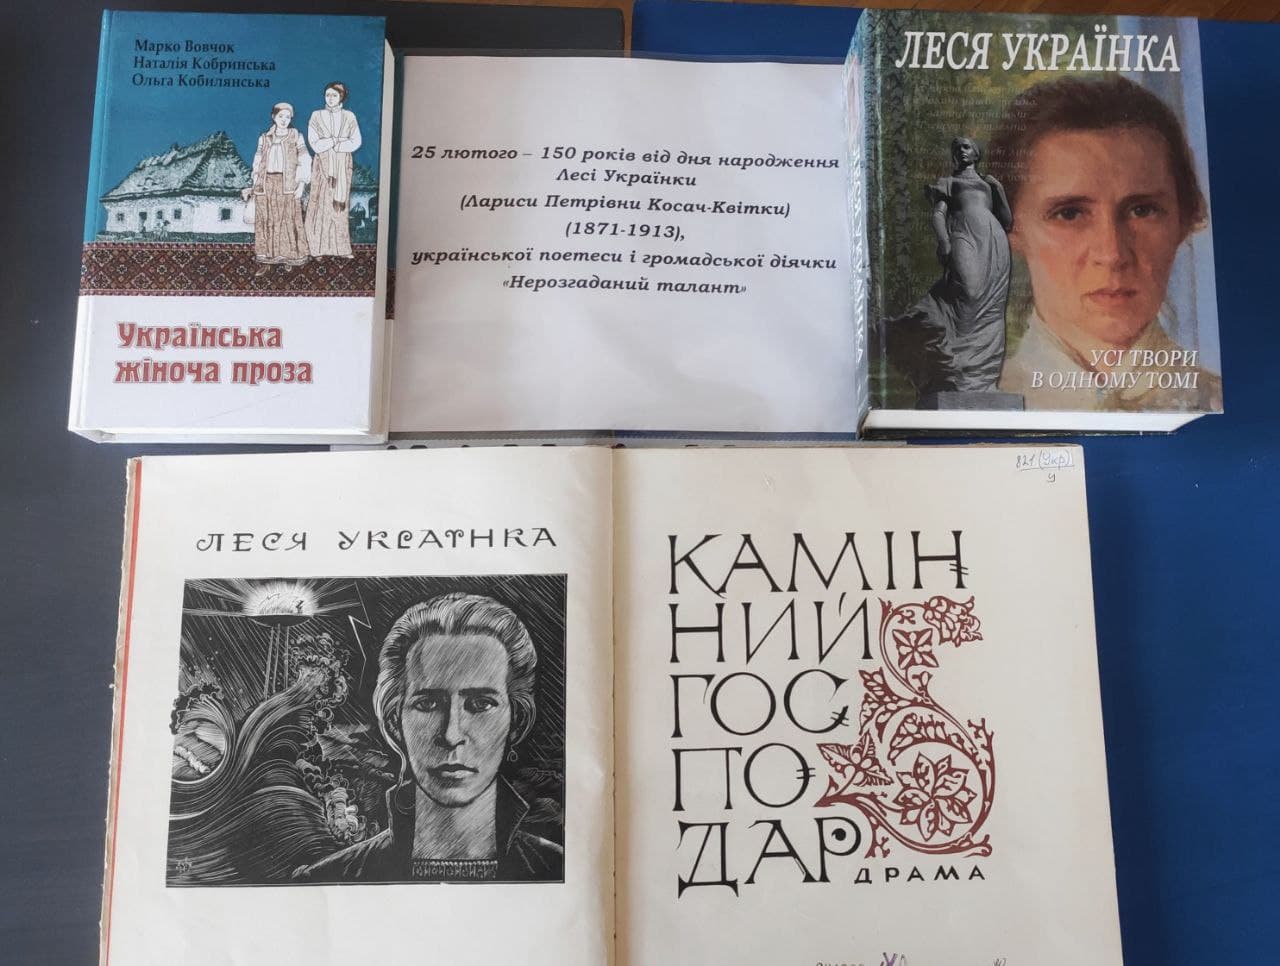 Марко Вовчок
Наталія Кобринська
Ольга Кобилянська
Українська
жіноча проза
25 лютого – 150 років від дня народження
Лесі Українки
(Лариси Петрівни Косач-Квітки)
(1871-1913),
української поетеси і громадської діячки
«Нерозгаданий талант»
ЛЕСЯ УКРАЇНКА
УСІ ТВОРИ
В ОДНОМУ ТОМІ
ЛЕСЯ УКРАЇНКА
821 (Укр)
У
КАМІН
НИЙ
ГОС
ПО
ДАР
ДРАМА